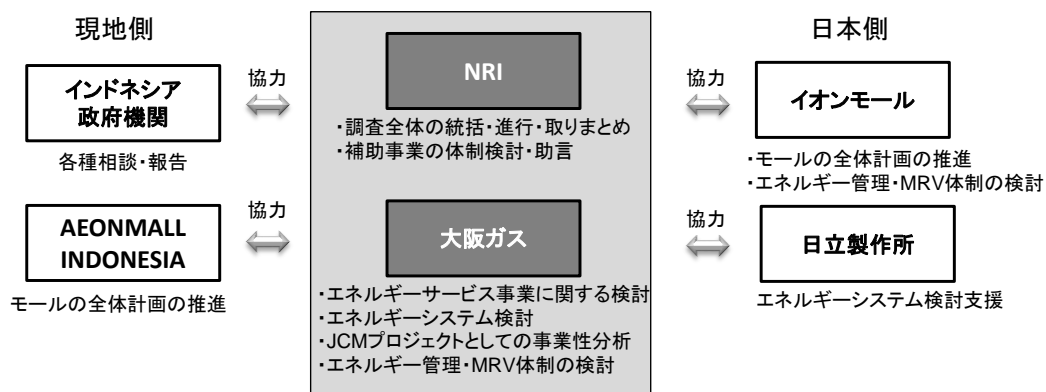 現地側
インドネシア
政府機関
各種相談・報告
AEONMALL
INDONESIA
モールの全体計画の推進
協力
協力
NRI
・調査全体の統括・進行・取りまとめ
・補助事業の体制検討・助言
大阪ガス
・エネルギーサービス事業に関する検討
・エネルギーシステム検討
・JCMプロジェクトとしての事業性分析
・エネルギー管理・MRV体制の検討
協力
協力
日本側
イオンモール
・モールの全体計画の推進
・エネルギー管理・MRV体制の検討
日立製作所
エネルギーシステム検討支援